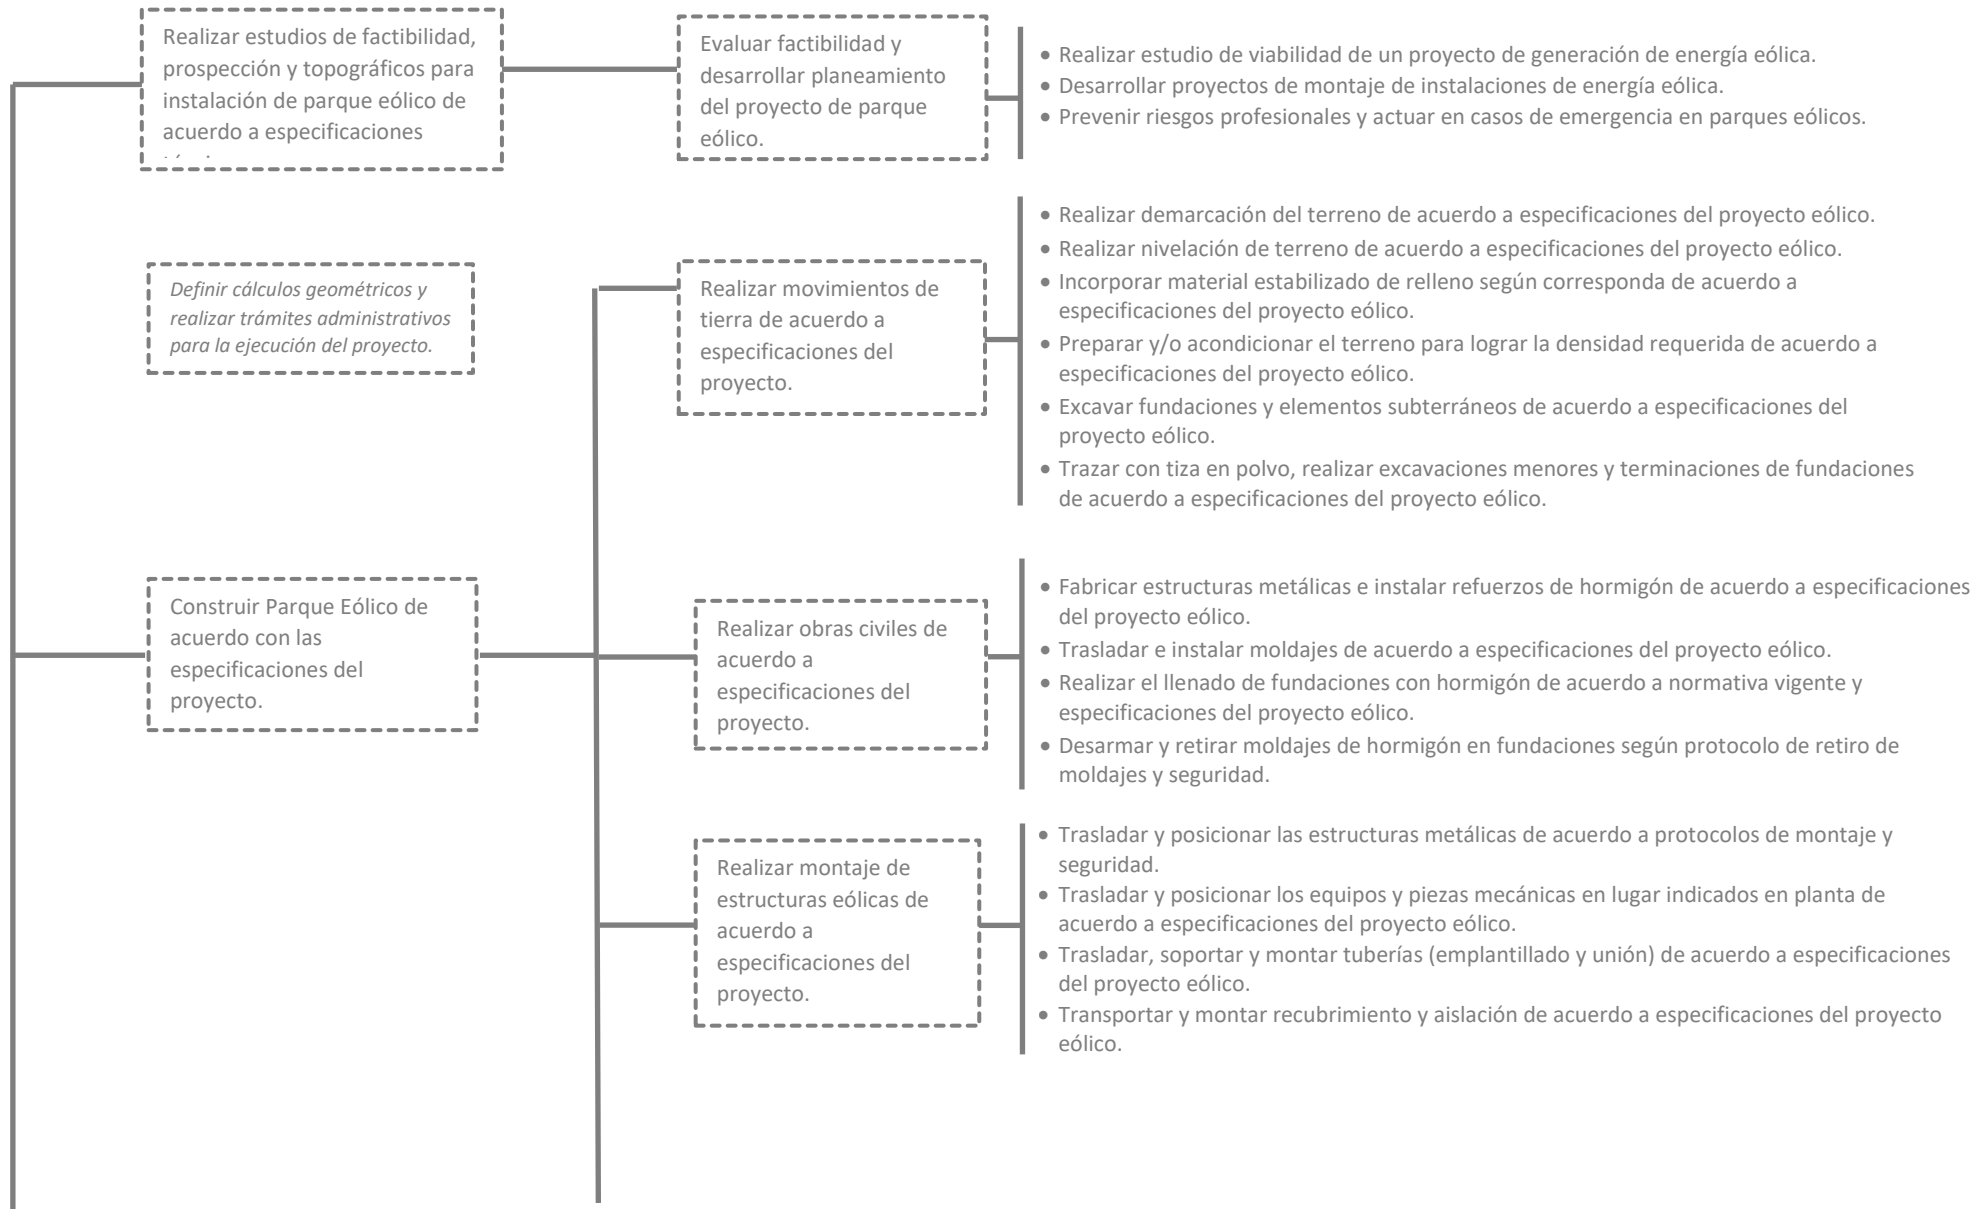 Realizar estudios de factibilidad,
prospección y topográficos para
instalación de parque eólico de
acuerdo a especificaciones
Evaluar factibilidad y
desarrollar planeamiento
del proyecto de parque
eólico.
• Realizar estudio de viabilidad de un proyecto de generación de energía eólica.
• Desarrollar proyectos de montaje de instalaciones de energía eólica.
• Prevenir riesgos profesionales y actuar en casos de emergencia en parques eólicos.
Definir cálculos geométricos y
realizar trámites administrativos
para la ejecución del proyecto.
Realizar movimientos de
tierra de acuerdo a
especificaciones del
proyecto.
• Realizar demarcación del terreno de acuerdo a especificaciones del proyecto eólico.
• Realizar nivelación de terreno de acuerdo a especificaciones del proyecto eólico.
• Incorporar material estabilizado de relleno según corresponda de acuerdo a
especificaciones del proyecto eólico.
• Preparar y/o acondicionar el terreno para lograr la densidad requerida de acuerdo a
especificaciones del proyecto eólico.
• Excavar fundaciones y elementos subterráneos de acuerdo a especificaciones del
proyecto eólico.
• Trazar con tiza en polvo, realizar excavaciones menores y terminaciones de fundaciones
de acuerdo a especificaciones del proyecto eólico.
Construir Parque Eólico de
acuerdo con las
especificaciones del
proyecto.
Realizar obras civiles de
acuerdo a
especificaciones del
proyecto.
• Fabricar estructuras metálicas e instalar refuerzos de hormigón de acuerdo a especificaciones
del proyecto eólico.
• Trasladar e instalar moldajes de acuerdo a especificaciones del proyecto eólico.
• Realizar el llenado de fundaciones con hormigón de acuerdo a normativa vigente y
especificaciones del proyecto eólico.
• Desarmar y retirar moldajes de hormigón en fundaciones según protocolo de retiro de
moldajes y seguridad.
Realizar montaje de
estructuras eólicas de
acuerdo a
especificaciones del
proyecto.
• Trasladar y posicionar las estructuras metálicas de acuerdo a protocolos de montaje y
seguridad.
• Trasladar y posicionar los equipos y piezas mecánicas en lugar indicados en planta de
acuerdo a especificaciones del proyecto eólico.
• Trasladar, soportar y montar tuberías (emplantillado y unión) de acuerdo a especificaciones
del proyecto eólico.
• Transportar y montar recubrimiento y aislación de acuerdo a especificaciones del proyecto
eólico.